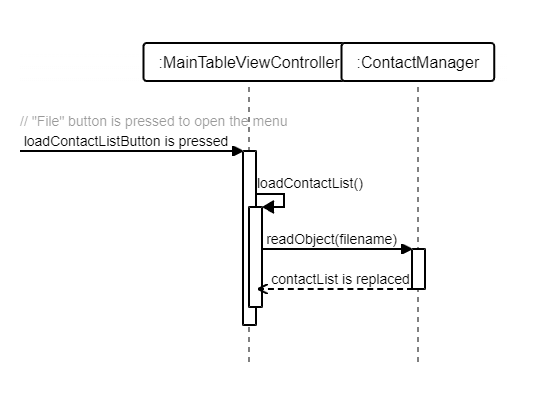 :MainTableViewController
:ContactManager
// "File" button is pressed to open the menu
loadContactListButton is pressed
loadContactList()
readObject(filename)
contactList is replaced